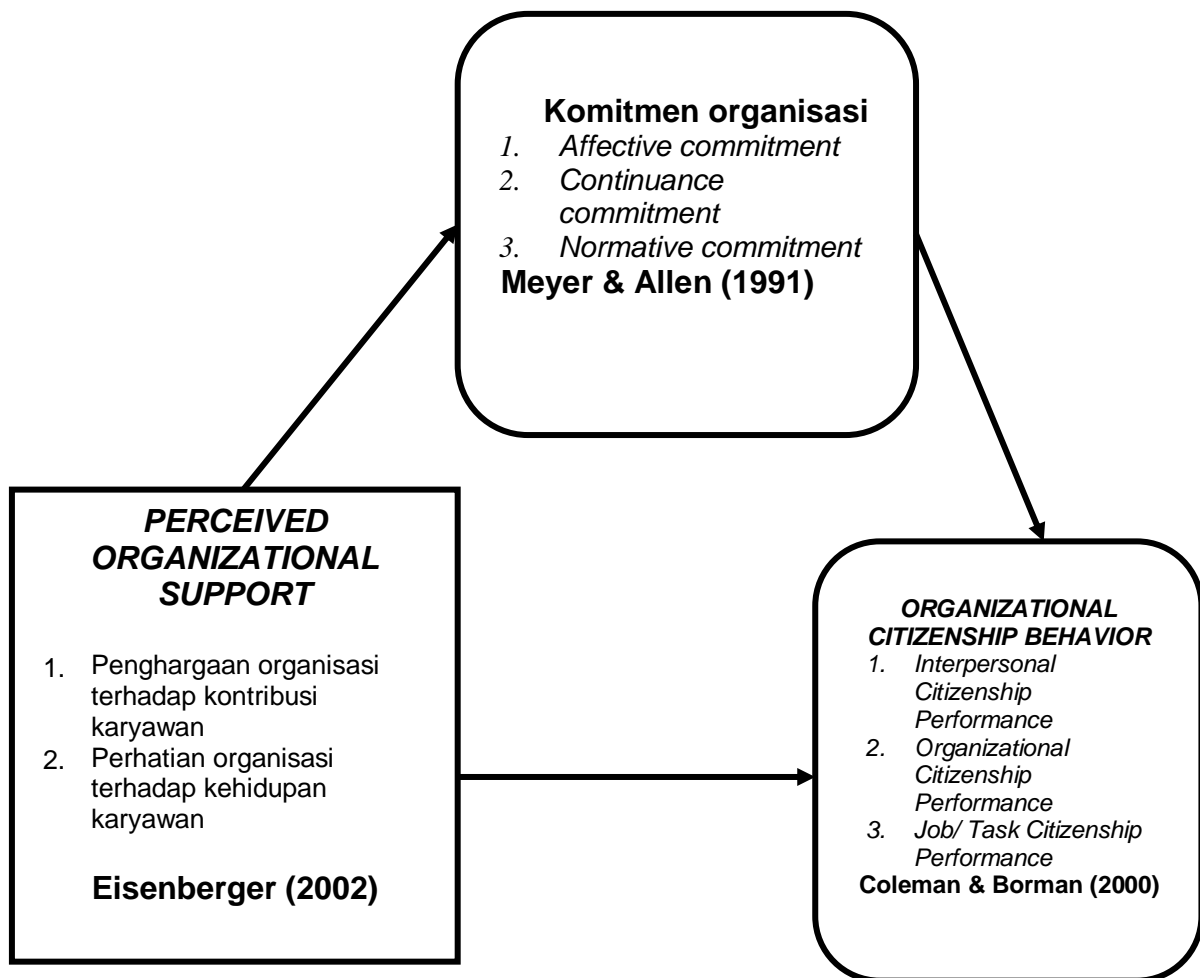 Komitmen organisasi
1. Affective commitment
2. Continuance
commitment
3. Normative commitment
Meyer & Allen (1991)
PERCEIVED
ORGANIZATIONAL
SUPPORT
1. Penghargaan organisasi
terhadap kontribusi
karyawan
2. Perhatian organisasi
terhadap kehidupan
karyawan
Eisenberger (2002)
ORGANIZATIONAL
CITIZENSHIP BEHAVIOR
1. Interpersonal
Citizenship
Performance
2. Organizational
Citizenship
Performance
3. Job/ Task Citizenship
Performance
Coleman & Borman (2000)